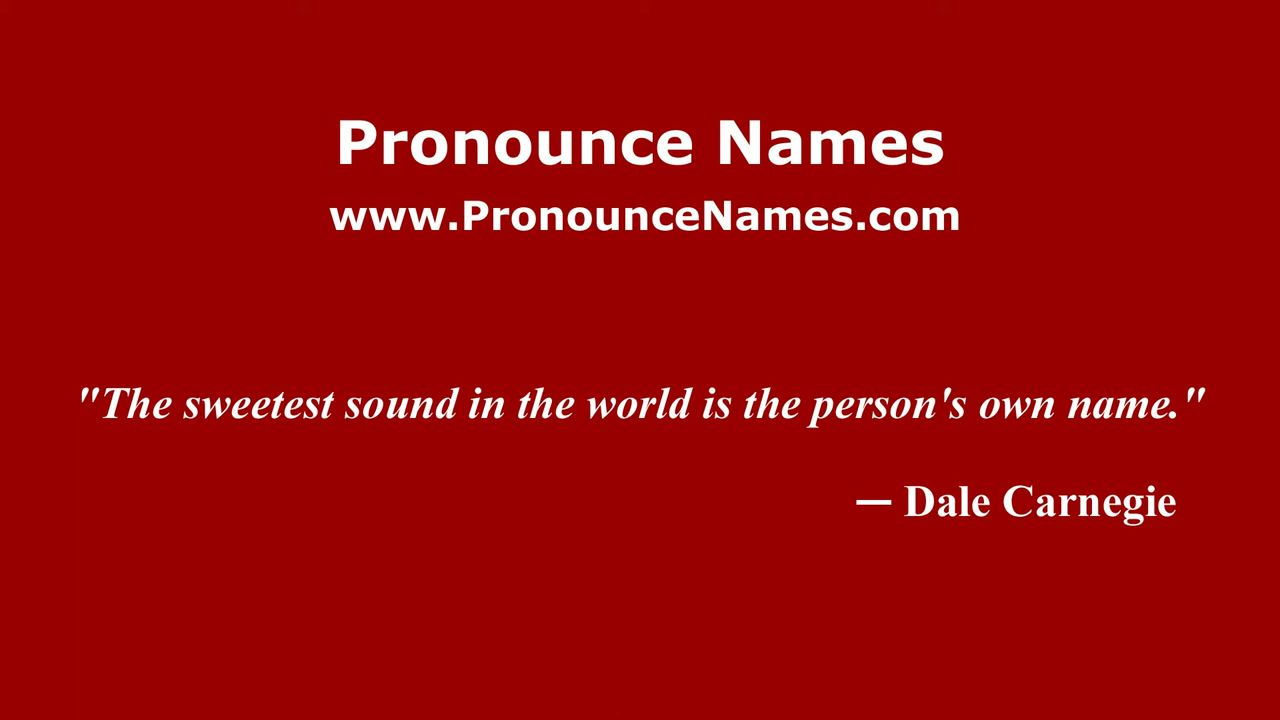 Pronounce Names
www.PronounceNames.com
"The sweetest sound in the world is the person's own name."
— Dale Carnegie